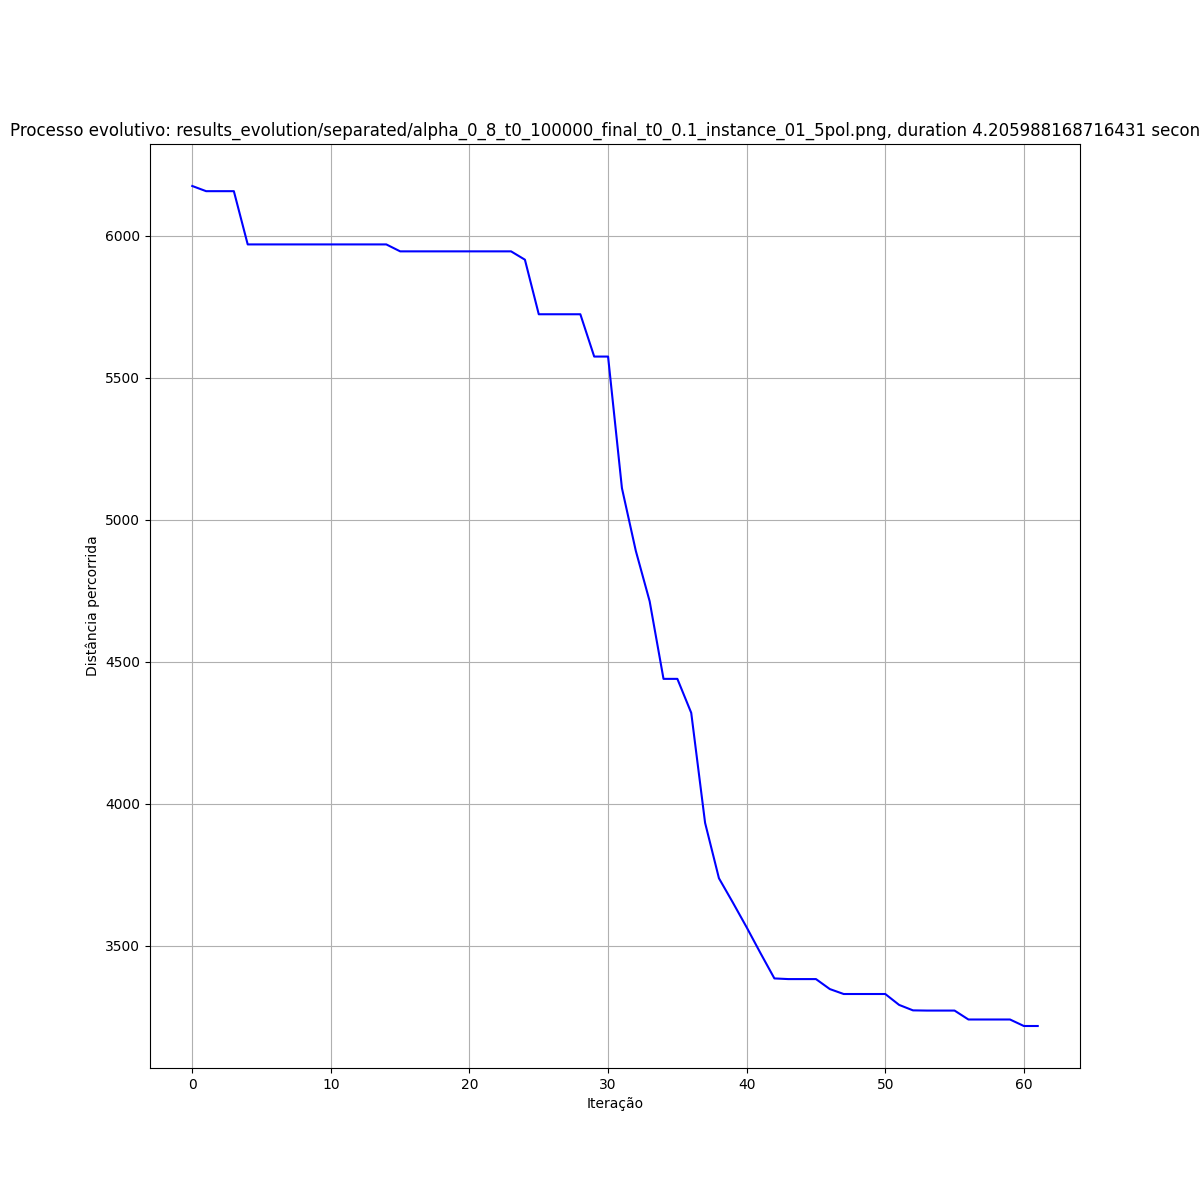 Processo evolutivo: results_evolution/separated/alpha_0_8_t0_100000_final_t0_0.1_instance_01_5pol.png, duration 4.205988168716431 secon
6000
5500
5000
4500
4000
3500
Distância percorrida
0 10 20 30 40 50 60
Iteração